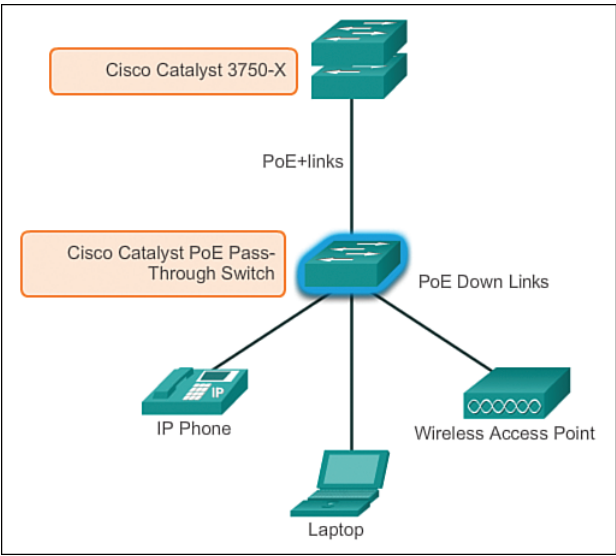 Cisco Catalyst 3750-X
PoE+links
Cisco Catalyst PoE Pass-
Through Switch
PoE Down Links
IP
IP Phone
Wireless Access Point
Laptop